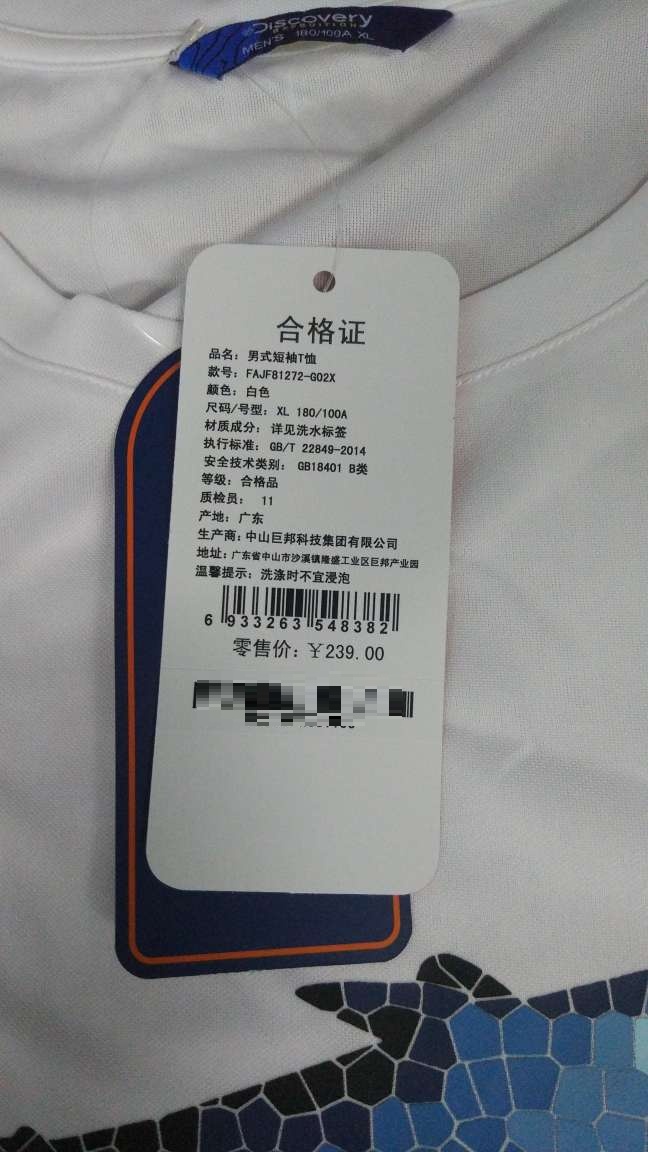 Discovery
EXPEDITION
MEN'S 180/100A XL
合格证
品名：男式短袖T恤
款号：FAJF81272-G02X
颜色：白色
尺码/号型：XL 180/100A
材质成分：详见洗水标签
执行标准：GB/T 22849-2014
安全技术类别：GB18401 B类
等级：合格品
质检员：11
产地：广东
生产商：中山巨邦科技集团有限公司
地址：广东省中山市沙溪镇隆盛工业区巨邦产业园
温馨提示：洗涤时不宜浸泡
6 933263 548382
零售价：￥239.00